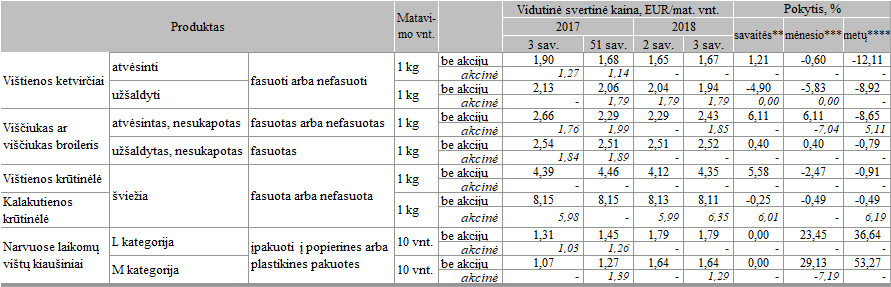 Produktas Matavi- Vidutinė svertinė kaina, EUR/mat. vnt. Pokytis, %
mo vnt. 2017 2018 savaitės** mėnesio*** metų****
3 sav. 51 sav. 2 sav. 3 sav.
Vištienos ketvirčiai atvėsinti fasuoti arba nefasuoti 1 kg be akcijų 1,90 1,68 1,65 1,67 1,21 -0,60 -12,11
akcinė 1,27 1,14 - - - - -
užšaldyti 1 kg be akcijų 2,13 2,06 2,04 1,94 -4,90 -5,83 -8,92
akcinė - 1,79 1,79 1,79 0,00 0,00 -
Viščiukas ar viščiukas broileris atvėsintas, nesukapotas fasuotas arba nefasuotas 1 kg be akcijų 2,66 2,29 2,29 2,43 6,11 6,11 -8,65
akcinė 1,76 1,99 - 1,85 - -7,04 5,11
užšaldytas, nesukapotas fasuotas 1 kg be akcijų 2,54 2,51 2,51 2,52 0,40 0,40 -0,79
akcinė 1,84 1,89 - - - - -
Vištienos krūtinėlė šviežia fasuota arba nefasuota 1 kg be akcijų 4,39 4,46 4,12 4,35 5,58 -2,47 -0,91
akcinė - - - - - - -
Kalakutienos krūtinėlė 1 kg be akcijų 8,15 8,15 8,13 8,11 -0,25 -0,49 -0,49
akcinė 5,98 - 5,99 6,35 6,01 - 6,19
Narvuose laikomų vištų kiaušiniai L kategorija įpakuoti į popierines arba plastikines pakuotes 10 vnt. be akcijų 1,31 1,45 1,79 1,79 0,00 23,45 36,64
akcinė 1,03 1,26 - - - - -
M kategorija 10 vnt. be akcijų 1,07 1,27 1,64 1,64 0,00 29,13 53,27
akcinė - 1,39 - 1,29 - -7,19 -